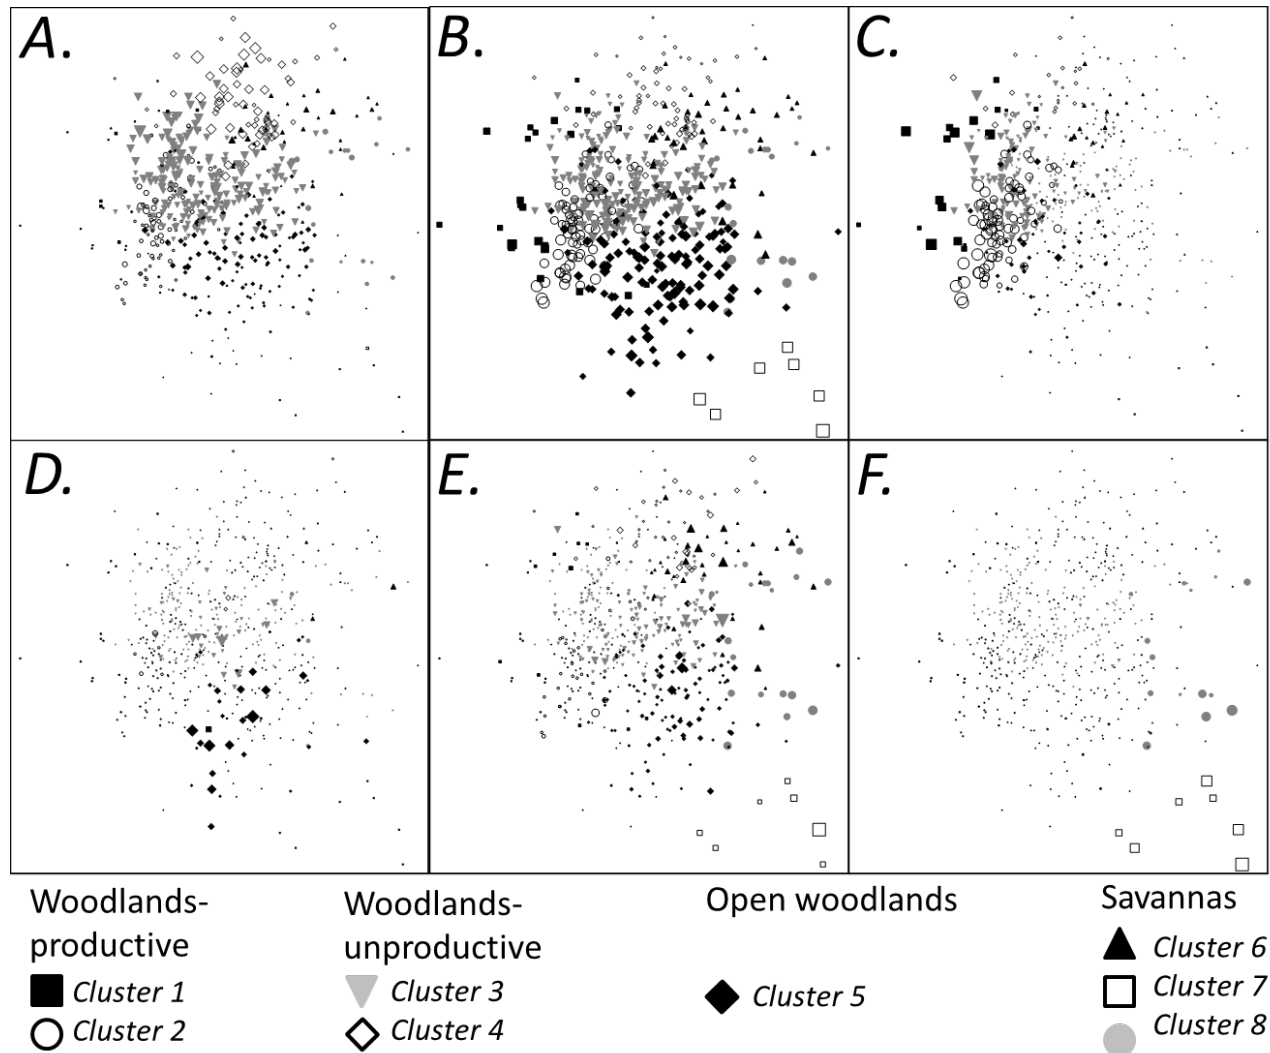 A.
B.
C.
D.
E.
F.
Woodlands-
productive
Cluster 1
Cluster 2
Woodlands-
unproductive
Cluster 3
Cluster 4
Open woodlands
Cluster 5
Savannas
Cluster 6
Cluster 7
Cluster 8